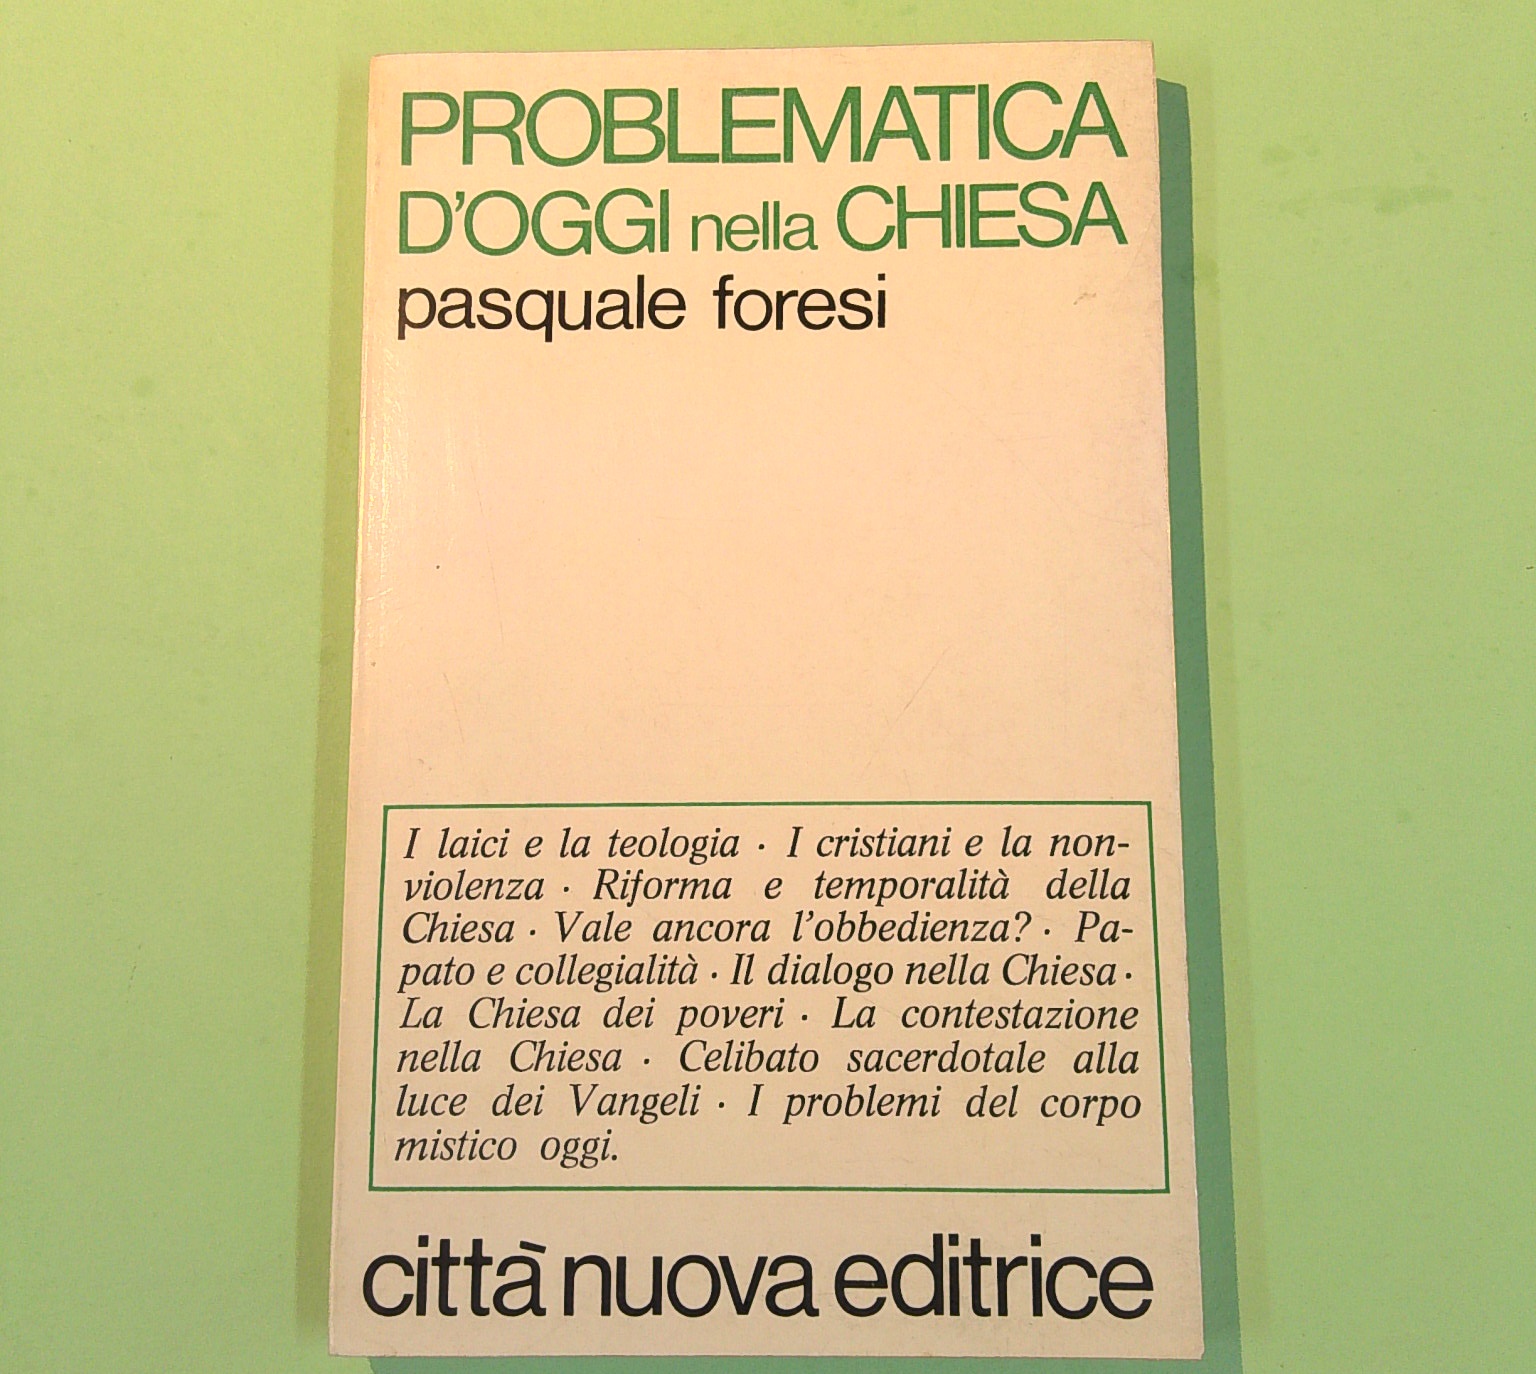 PROBLEMATICA
D'OGGI nella CHIESA
pasquale foresi
I laici e la teologia · I cristiani e la non-
violenza · Riforma e temporalità della
Chiesa · Vale ancora l'obbedienza? · Pa-
pato e collegialità · Il dialogo nella Chiesa ·
La Chiesa dei poveri · La contestazione
nella Chiesa · Celibato sacerdotale alla
luce dei Vangeli · I problemi del corpo
mistico oggi.
città nuova editrice